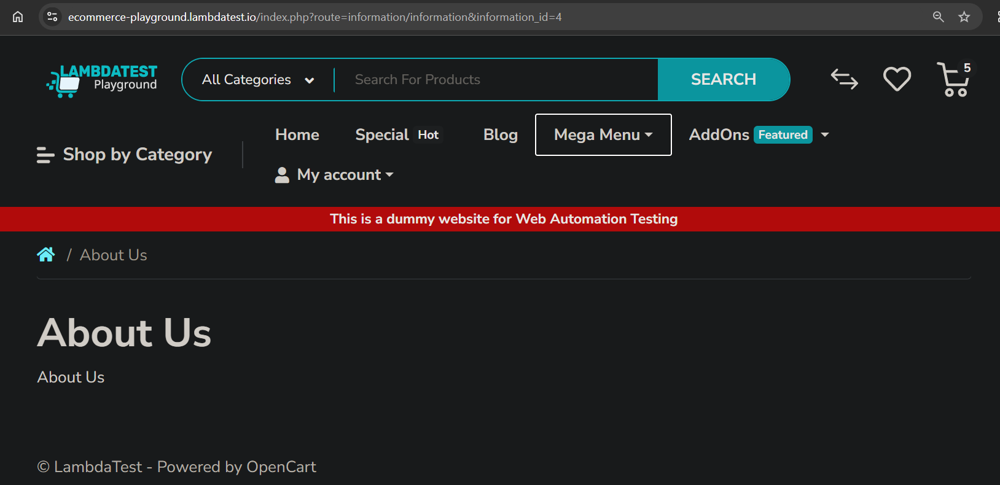 ecommerce-playground.lambdatest.io/index.php?route=information/information&information_id=4
LAMBDATEST
Playground
All Categories
Search For Products
SEARCH
5
Shop by Category
Home
Special Hot
Blog
Mega Menu
AddOns Featured
My account
This is a dummy website for Web Automation Testing
/ About Us
About Us
About Us
© LambdaTest - Powered by OpenCart